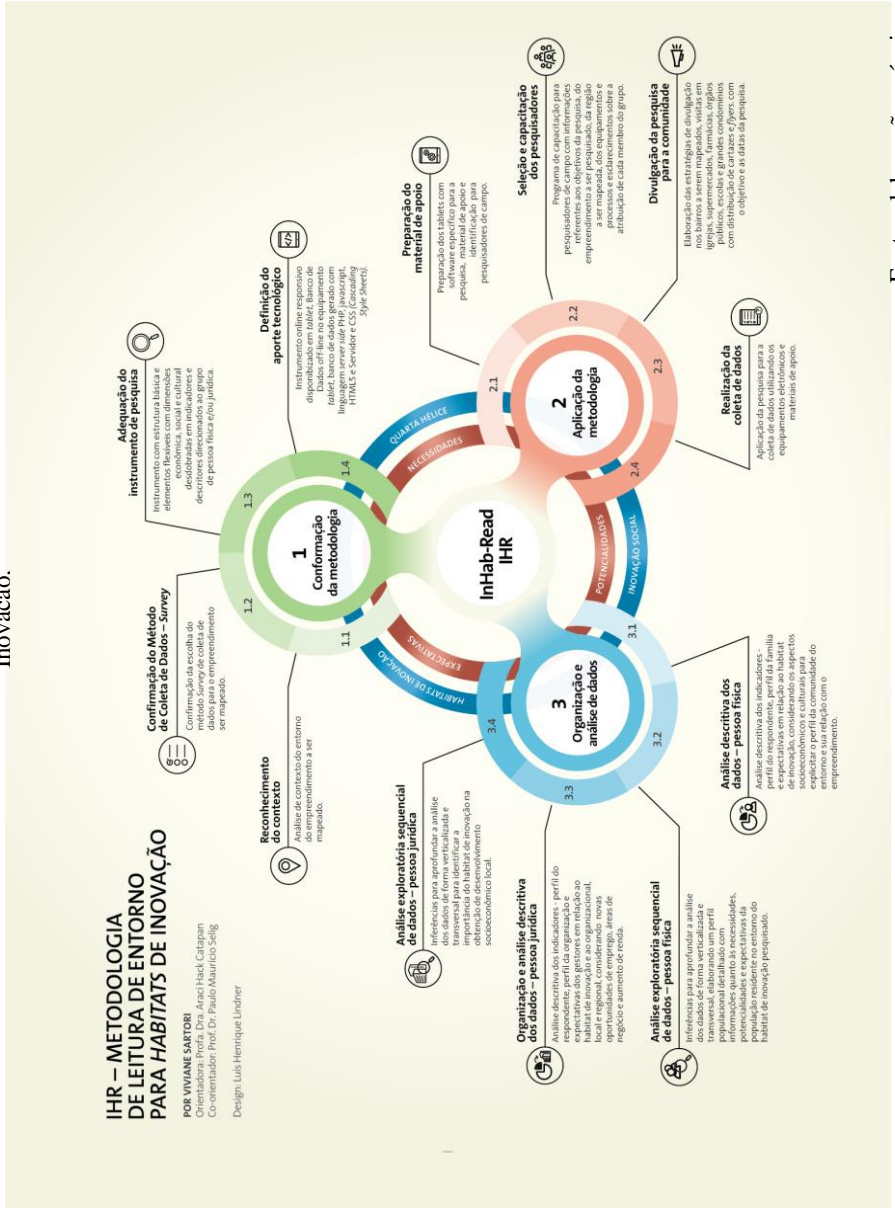 inovação.
IHR – METODOLOGIA
DE LEITURA DE ENTORNO
PARA HABITATS DE INOVAÇÃO
POR VIVIANE SARTORI
Orientadora: Profa. Dra. Araci Hack Catapan
Co-orientador: Prof. Dr. Paulo Maurício Selig
Design: Luis Henrique Lindner
InHab-Read
IHR
1
Conformação
da metodologia
1.1
1.2
1.3
1.4
Reconhecimento
do contexto
Análise de contexto do entorno
do empreendimento a ser
mapeado.
Confirmação do Método
de Coleta de Dados – Survey
Confirmação da escolha do
método Survey de coleta de
dados para o empreendimento
ser mapeado.
Adequação do
instrumento de pesquisa
Instrumento com estrutura básica e
elementos flexíveis com dimensões
econômica, social e cultural
desdobradas em indicadores e
descritores direcionados ao grupo
de pessoa física e/ou jurídica.
Definição do
aporte tecnológico
Instrumento online responsivo
disponibizado em tablet, Banco de
Dados off-line no equipamento
tablet, banco de dados gerado com
linguagem server side PHP, javascript,
HTML5 e Servidor e CSS (Cascading
Style Sheets).
2
Aplicação da
metodologia
2.1
2.2
2.3
2.4
Preparação do
material de apoio
Preparação dos tablets com
software específico para a
pesquisa, material de apoio e
identificação para
pesquisadores de campo.
Seleção e capacitação
dos pesquisadores
Programa de capacitação para
pesquisadores de campo com informações
referentes aos objetivos da pesquisa, do
empreendimento a ser pesquisado, da região
a ser mapeada, dos equipamentos e
processos e esclarecimentos sobre a
atribuição de cada membro do grupo.
Divulgação da pesquisa
para a comunidade
Elaboração das estratégias de divulgação
nos bairros a serem mapeados, visitas em
igrejas, supermercados, farmácias, órgãos
públicos, escolas e grandes condomínios
com distribuição de cartazes e flyers. com
o objetivo e as datas da pesquisa.
Realização da
coleta de dados
Aplicação da pesquisa para a
coleta de dados utilizando os
equipamentos eletrônicos e
materiais de apoio.
3
Organização e
análise de dados
3.1
3.2
3.3
3.4
Análise descritiva dos
dados – pessoa física
Análise descritiva dos indicadores -
perfil do respondente, perfil da família
e expectativas em relação ao habitat
de inovação, considerando os aspectos
socioeconômicos e culturais para
explicitar o perfil da comunidade do
entorno e sua relação com o
empreendimento.
Análise exploratória sequencial
de dados – pessoa física
Inferências para aprofundar a análise
dos dados de forma verticalizada e
transversal, elaborando um perfil
populacional detalhado com
informações quanto às necessidades,
potencialidades e expectativas da
população residente no entorno do
habitat de inovação pesquisado.
Organização e análise descritiva
dos dados – pessoa jurídica
Análise descritiva dos indicadores - perfil do
respondente, perfil da organização e
expectativas dos gestores em relação ao
habitat de inovação e ao organizacional,
local e regional, considerando novas
oportunidades de emprego, áreas de
negócio e aumento de renda.
Análise exploratória sequencial
de dados – pessoa jurídica
Inferências para aprofundar a análise
dos dados de forma verticalizada e
transversal para identificar a
importância do habitat de inovação na
obtenção de desenvolvimento
socioeconômico local.
QUARTA HÉLICE
NECESSIDADES
INOVAÇÃO SOCIAL
POTENCIALIDADES
HABITATS DE INOVAÇÃO
EXPECTATIVAS